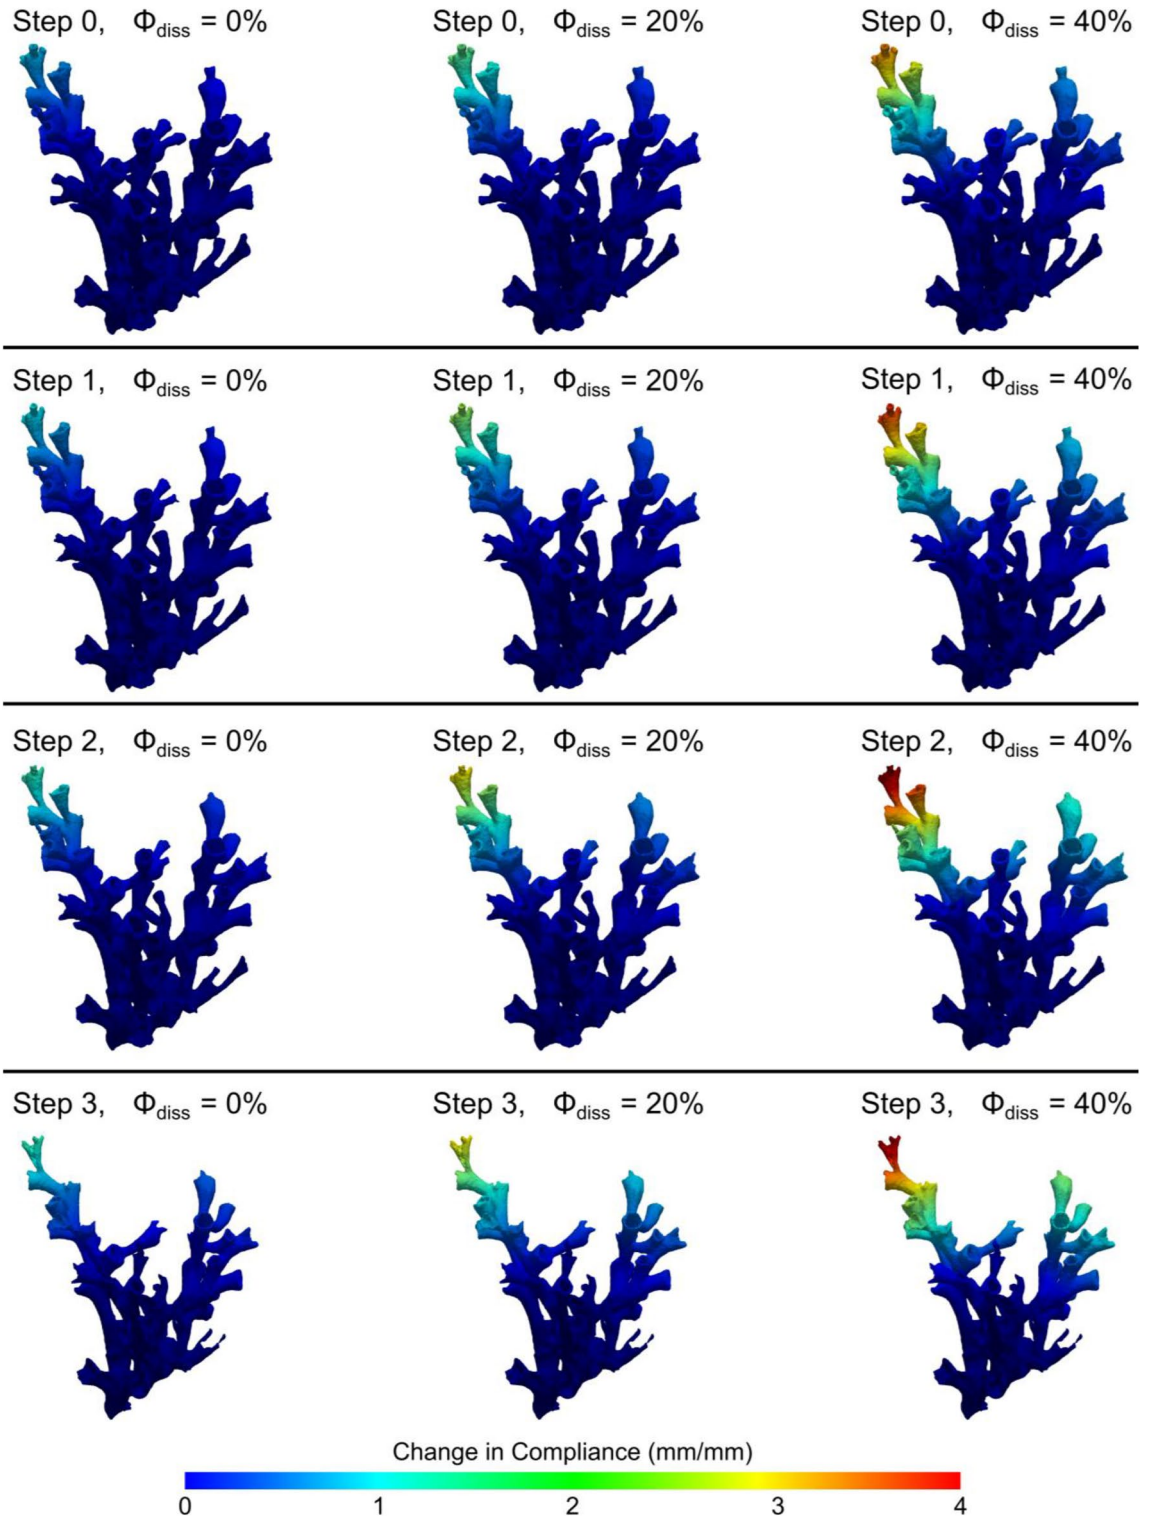 Step 0, Φdiss = 0%
Step 0, Φdiss = 20%
Step 0, Φdiss = 40%
Step 1, Φdiss = 0%
Step 1, Φdiss = 20%
Step 1, Φdiss = 40%
Step 2, Φdiss = 0%
Step 2, Φdiss = 20%
Step 2, Φdiss = 40%
Step 3, Φdiss = 0%
Step 3, Φdiss = 20%
Step 3, Φdiss = 40%
Change in Compliance (mm/mm)
0 1 2 3 4